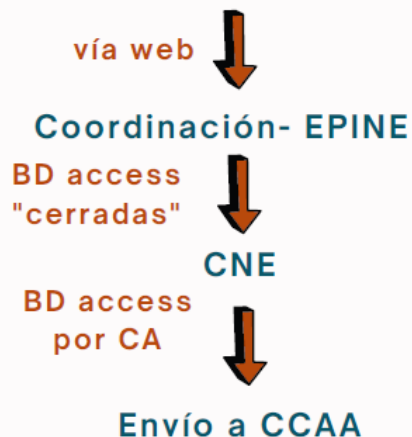 vía web
Coordinación- EPINE
BD access
"cerradas"
CNE
BD access
por CA
Envío a CCAA